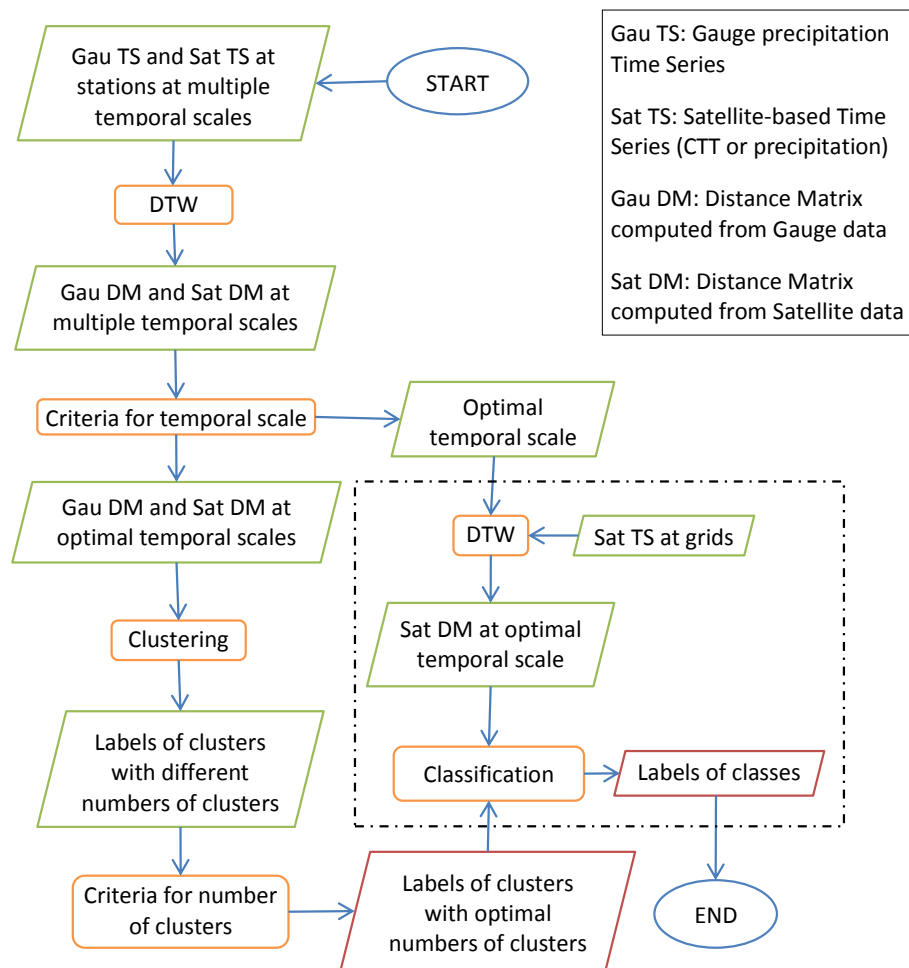 Gau TS and Sat TS at
stations at multiple
temporal scales
START
Gau TS: Gauge precipitation
Time Series
Sat TS: Satellite-based Time
Series (CTT or precipitation)
Gau DM: Distance Matrix
computed from Gauge data
Sat DM: Distance Matrix
computed from Satellite data
DTW
Gau DM and Sat DM at
multiple temporal scales
Criteria for temporal scale
Optimal
temporal scale
Gau DM and Sat DM at
optimal temporal scales
DTW
Sat TS at grids
Sat DM at optimal
temporal scale
Clustering
Labels of clusters
with different
numbers of clusters
Classification
Labels of classes
Criteria for number
of clusters
Labels of clusters
with optimal
numbers of clusters
END